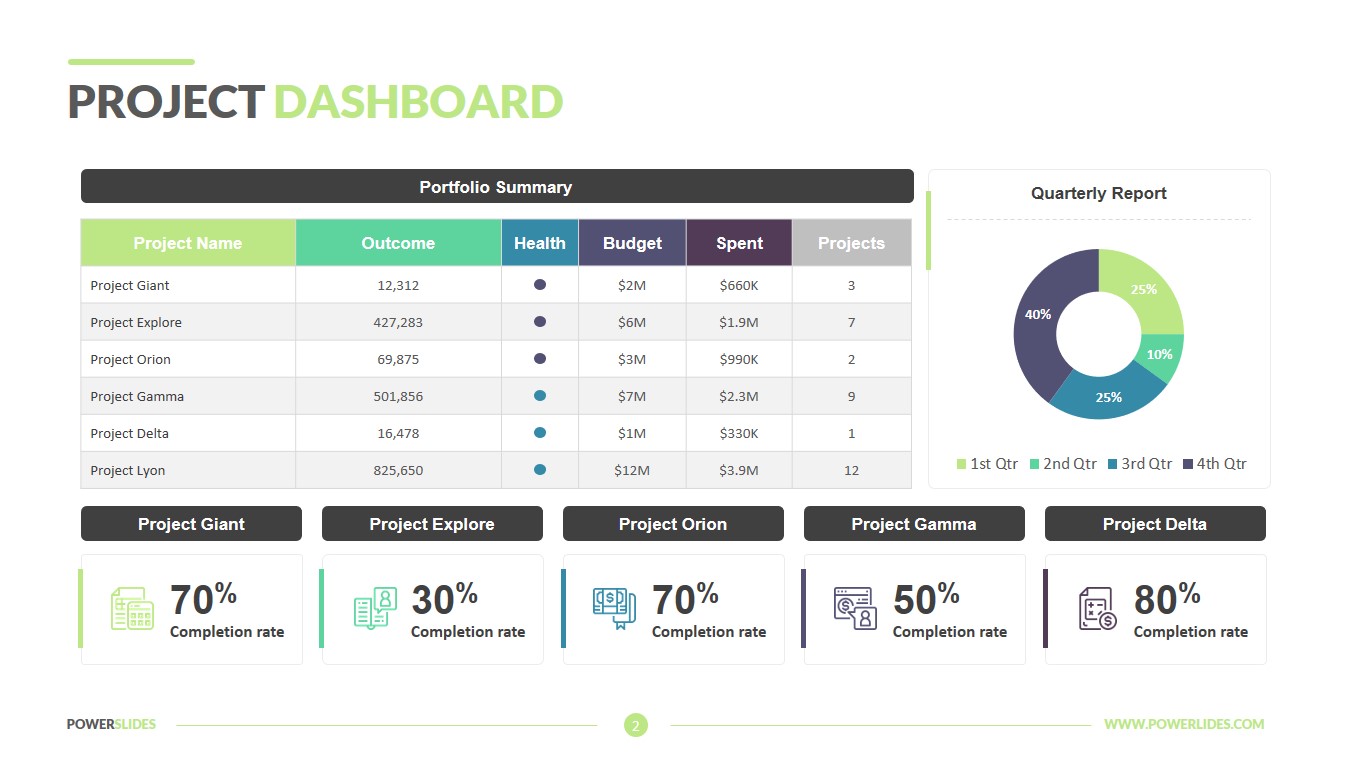 PROJECT DASHBOARD
Portfolio Summary
Project Name Outcome Health Budget Spent Projects
Project Giant 12,312 $2M $660K 3
Project Explore 427,283 $6M $1.9M 7
Project Orion 69,875 $3M $990K 2
Project Gamma 501,856 $7M $2.3M 9
Project Delta 16,478 $1M $330K 1
Project Lyon 825,650 $12M $3.9M 12
Quarterly Report
25%
40%
10%
25%
1st Qtr 2nd Qtr 3rd Qtr 4th Qtr
Project Giant
70%
Completion rate
Project Explore
30%
Completion rate
Project Orion
70%
Completion rate
Project Gamma
50%
Completion rate
Project Delta
80%
Completion rate
POWERSLIDES
2
WWW.POWERLIDES.COM